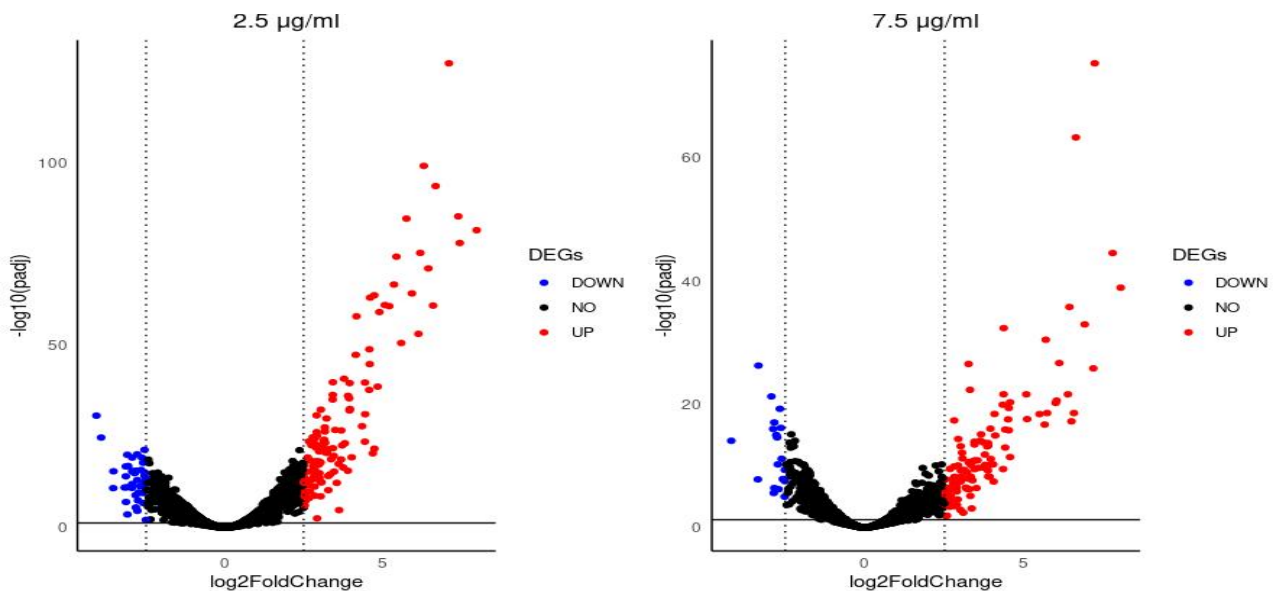 2.5 µg/ml
-log10(padj)
100
50
0
0 5
log2FoldChange
DEGs
DOWN
NO
UP
7.5 µg/ml
-log10(padj)
60
40
20
0
0 5
log2FoldChange
DEGs
DOWN
NO
UP